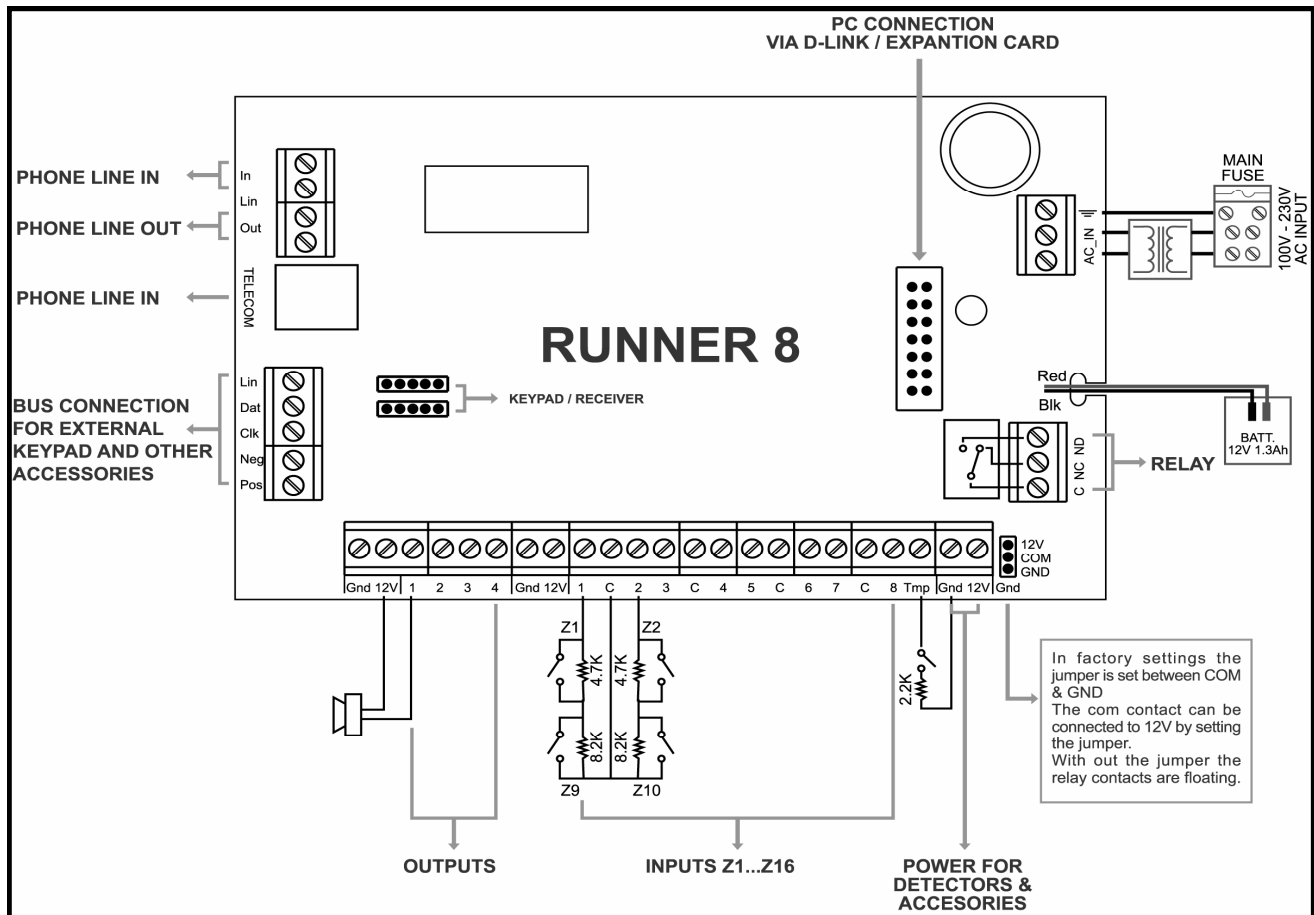 PC CONNECTION
VIA D-LINK / EXPANTION CARD
PHONE LINE IN
In
Lin
PHONE LINE OUT
Out
TELECOM
PHONE LINE IN
RUNNER 8
MAIN
FUSE
AC_IN
100V - 230V
AC INPUT
BUS CONNECTION
FOR EXTERNAL
KEYPAD AND OTHER
ACCESSORIES
Lin
Dat
Clk
Neg
Pos
KEYPAD / RECEIVER
Red
Blk
BATT.
12V 1.3Ah
C NC ND
RELAY
12V
COM
GND
Gnd 12V 1 2 3 4 Gnd 12V 1 C 2 3 C 4 5 C 6 7 C 8 Tmp Gnd 12V Gnd
Z1 Z2
4.7K 4.7K
8.2K 8.2K
Z9 Z10
2.2K
In factory settings the
jumper is set between COM
& GND
The com contact can be
connected to 12V by setting
the jumper.
With out the jumper the
relay contacts are floating.
OUTPUTS
INPUTS Z1...Z16
POWER FOR
DETECTORS &
ACCESORIES